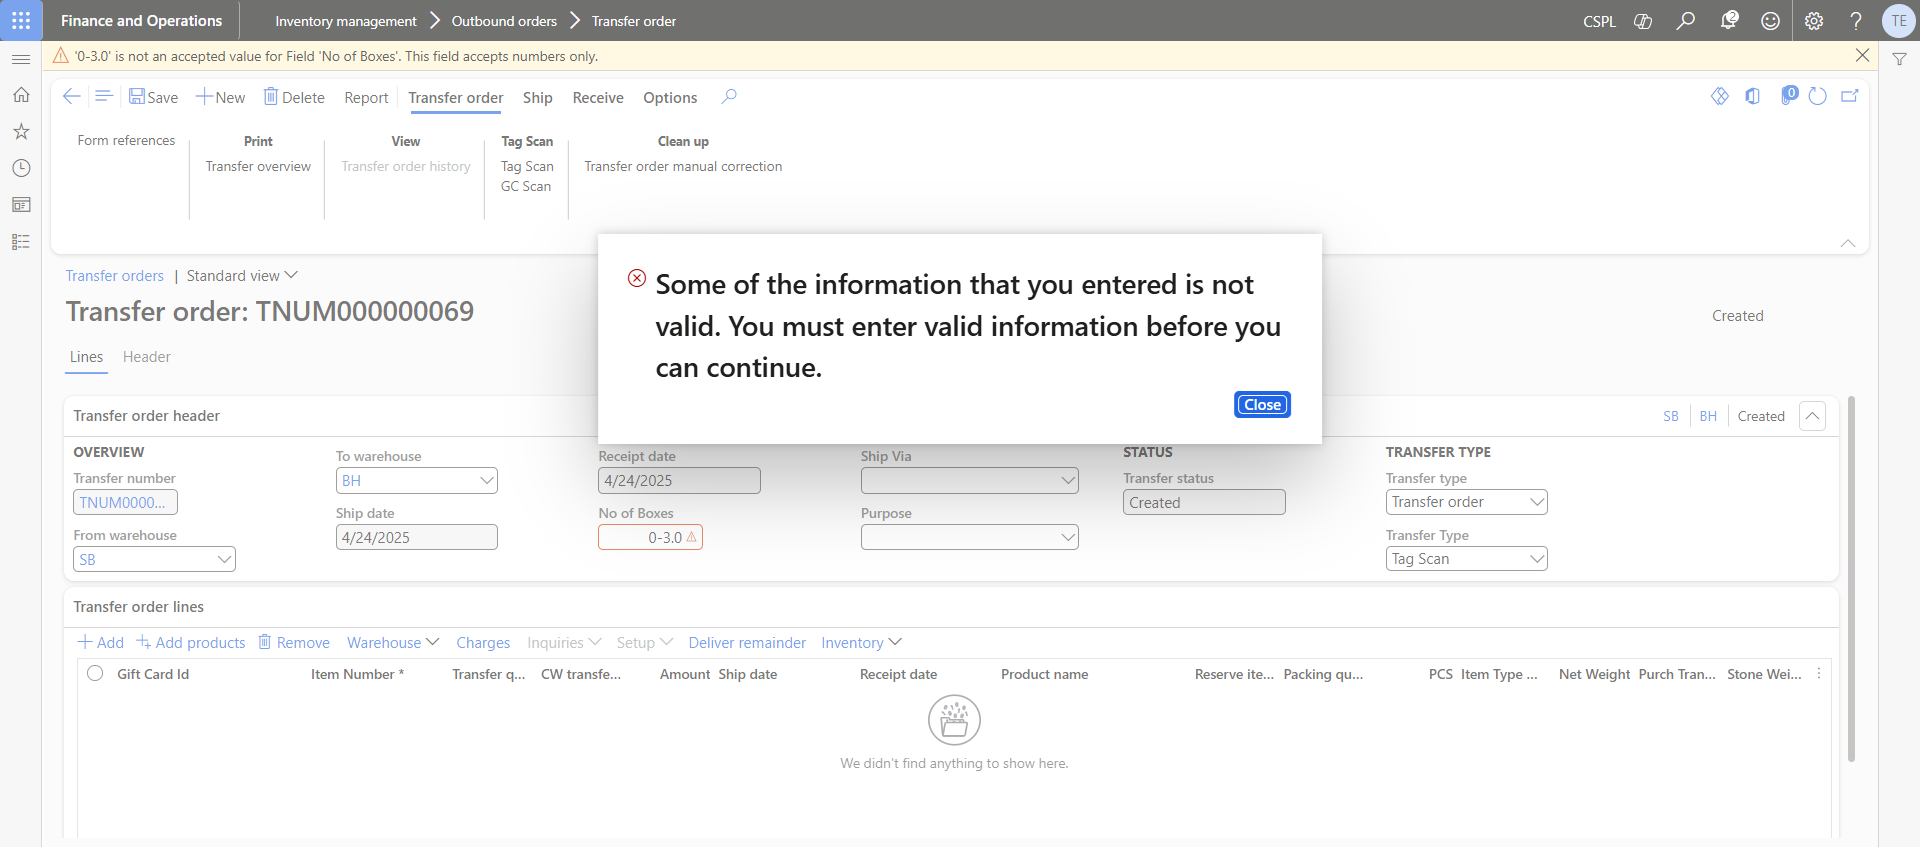 Finance and Operations
Inventory management
Outbound orders
Transfer order
CSPL
2
TE
'0-3.0' is not an accepted value for Field 'No of Boxes'. This field accepts numbers only.
Save
New
Delete
Report
Transfer order
Ship
Receive
Options
0
Form references
Print
Transfer overview
View
Transfer order history
Tag Scan
Tag Scan
GC Scan
Clean up
Transfer order manual correction
Transfer orders | Standard view
Transfer order: TNUM000000069
Created
Lines
Header
Some of the information that you entered is not
valid. You must enter valid information before you
can continue.
Close
Transfer order header
SB
BH
Created
OVERVIEW
Transfer number
TNUM0000...
From warehouse
SB
To warehouse
BH
Ship date
4/24/2025
Receipt date
4/24/2025
No of Boxes
0-3.0
Ship Via
Purpose
STATUS
Transfer status
Created
TRANSFER TYPE
Transfer type
Transfer order
Transfer Type
Tag Scan
Transfer order lines
Add
Add products
Remove
Warehouse
Charges
Inquiries
Setup
Deliver remainder
Inventory
Gift Card Id
Item Number *
Transfer q...
CW transfe...
Amount
Ship date
Receipt date
Product name
Reserve ite...
Packing qu...
PCS
Item Type ...
Net Weight
Purch Tran...
Stone Wei...
We didn't find anything to show here.